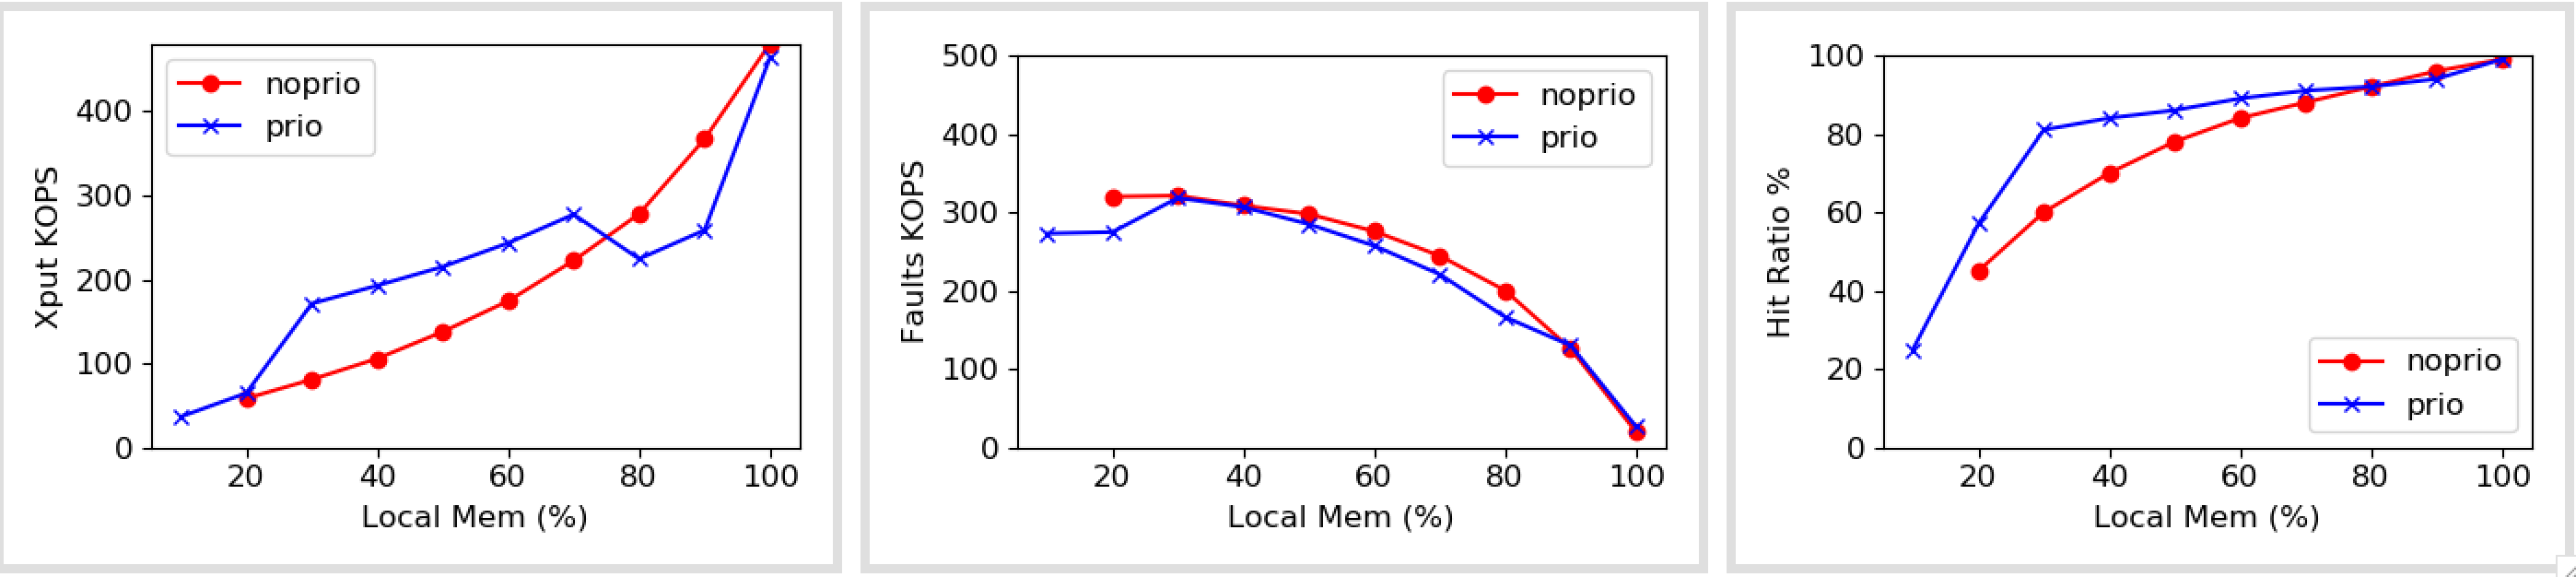 Xput KOPS
400
300
200
100
0
noprio
prio
20 40 60 80 100
Local Mem (%)
Faults KOPS
500
400
300
200
100
0
noprio
prio
20 40 60 80 100
Local Mem (%)
Hit Ratio %
100
80
60
40
20
0
noprio
prio
20 40 60 80 100
Local Mem (%)